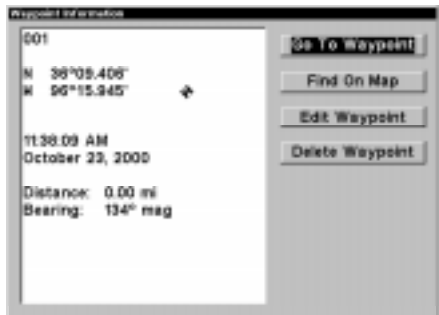 Waypoint Information
001
N 36°09.406'
W 96°15.945'
11:38:09 AM
October 23, 2000
Distance: 0.00 mi
Bearing: 134° mag
Go To Waypoint
Find On Map
Edit Waypoint
Delete Waypoint